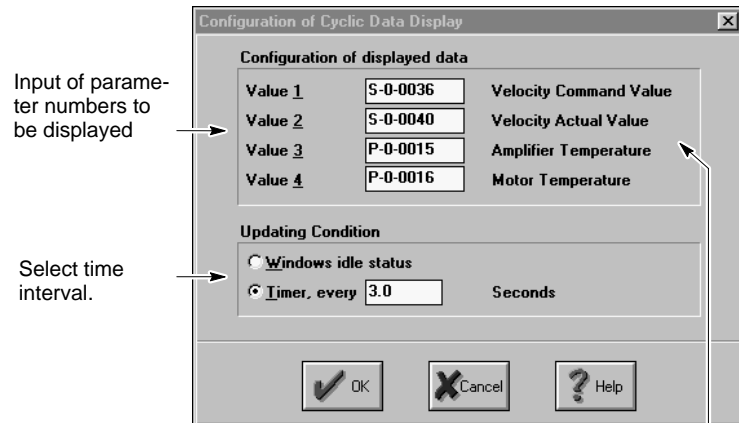 Configuration of Cyclic Data Display
Configuration of displayed data
Input of parame-
ter numbers to
be displayed
Value 1 S-0-0036 Velocity Command Value
Value 2 S-0-0040 Velocity Actual Value
Value 3 P-0-0015 Amplifier Temperature
Value 4 P-0-0016 Motor Temperature
Updating Condition
Select time
interval.
Windows idle status
Timer, every 3.0 Seconds
OK Cancel Help